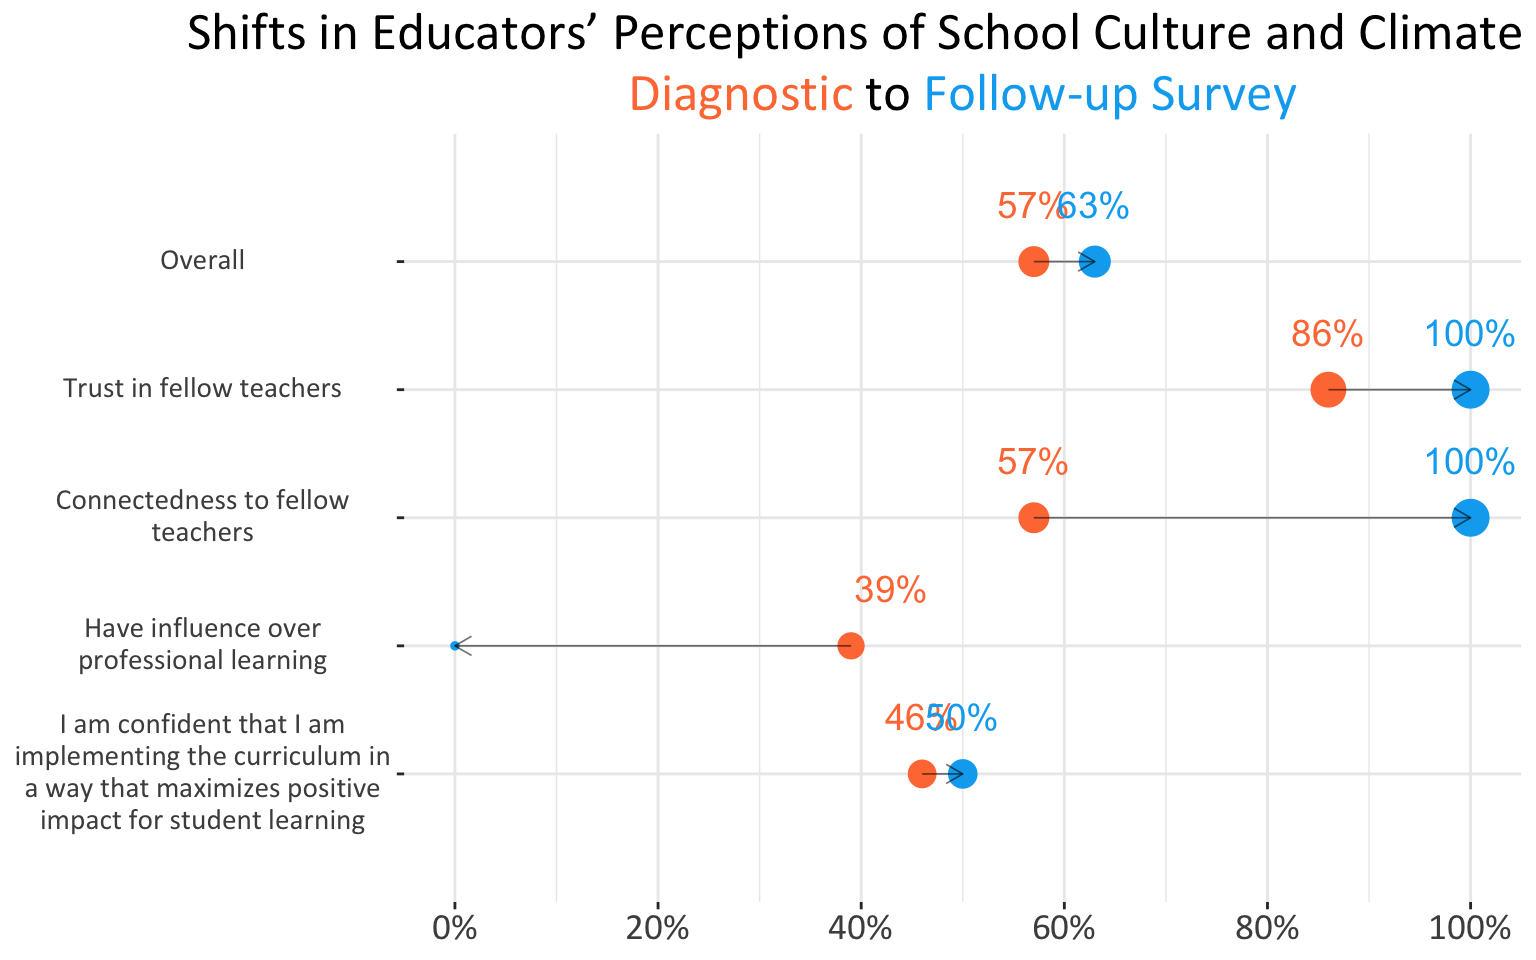 Shifts in Educators’ Perceptions of School Culture and Climate
Diagnostic to Follow-up Survey
57% 63%
Overall
86% 100%
Trust in fellow teachers
57% 100%
Connectedness to fellow
teachers
39%
Have influence over
professional learning
46% 50%
I am confident that I am
implementing the curriculum in
a way that maximizes positive
impact for student learning
0% 20% 40% 60% 80% 100%